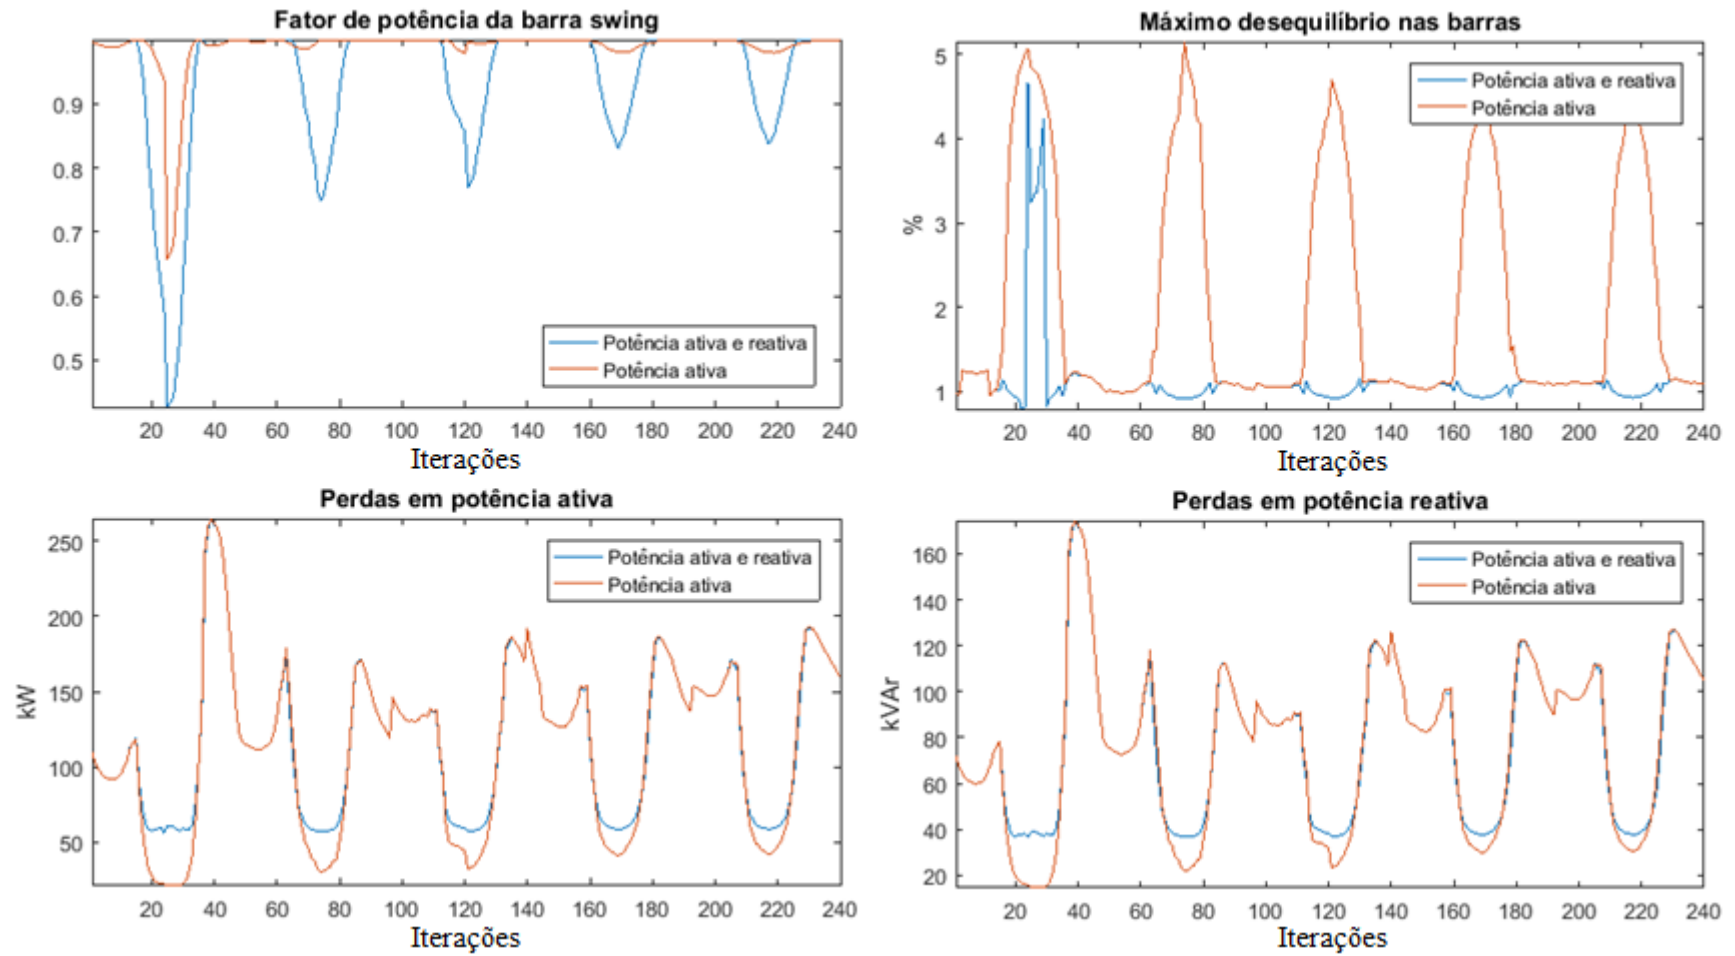 Fator de potência da barra swing
0.9
0.8
0.7
0.6
0.5
Potência ativa e reativa
Potência ativa
20 40 60 80 100 120 140 160 180 200 220 240
Iterações
Máximo desequilíbrio nas barras
5
4
3
2
1
%
Potência ativa e reativa
Potência ativa
20 40 60 80 100 120 140 160 180 200 220 240
Iterações
Perdas em potência ativa
250
200
150
100
50
kW
Potência ativa e reativa
Potência ativa
20 40 60 80 100 120 140 160 180 200 220 240
Iterações
Perdas em potência reativa
160
140
120
100
80
60
40
20
kVAr
Potência ativa e reativa
Potência ativa
20 40 60 80 100 120 140 160 180 200 220 240
Iterações